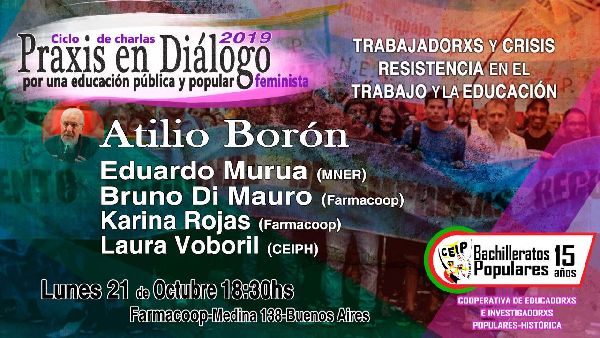 Ciclo de charlas 2019
Praxis en Diálogo
por una educación pública y popular feminista
TRABAJADORXS Y CRISIS
RESISTENCIA EN EL
TRABAJO Y LA EDUCACIÓN
Atilio Borón
Eduardo Murua (MNER)
Bruno Di Mauro (Farmacoop)
Karina Rojas (Farmacoop)
Laura Voboril (CEIPH)
Lunes 21 de Octubre 18:30hs
Farmacoop-Medina 138-Buenos Aires
CEIP
Bachilleratos
Populares
15
años
COOPERATIVA DE EDUCADORXS
E INVESTIGADORXS
POPULARES-HISTÓRICA